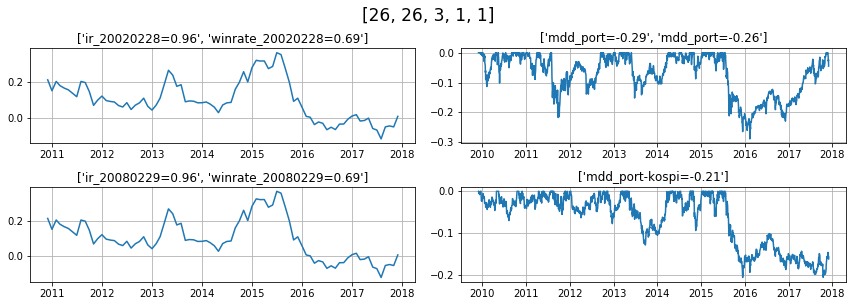 [26, 26, 3, 1, 1]
['ir_20020228=0.96', 'winrate_20020228=0.69']
0.2
0.0
2011 2012 2013 2014 2015 2016 2017 2018
['mdd_port=-0.29', 'mdd_port=-0.26']
0.0
−0.1
−0.2
−0.3
2010 2011 2012 2013 2014 2015 2016 2017 2018
['ir_20080229=0.96', 'winrate_20080229=0.69']
0.2
0.0
2011 2012 2013 2014 2015 2016 2017 2018
['mdd_port-kospi=-0.21']
0.0
−0.1
−0.2
2010 2011 2012 2013 2014 2015 2016 2017 2018